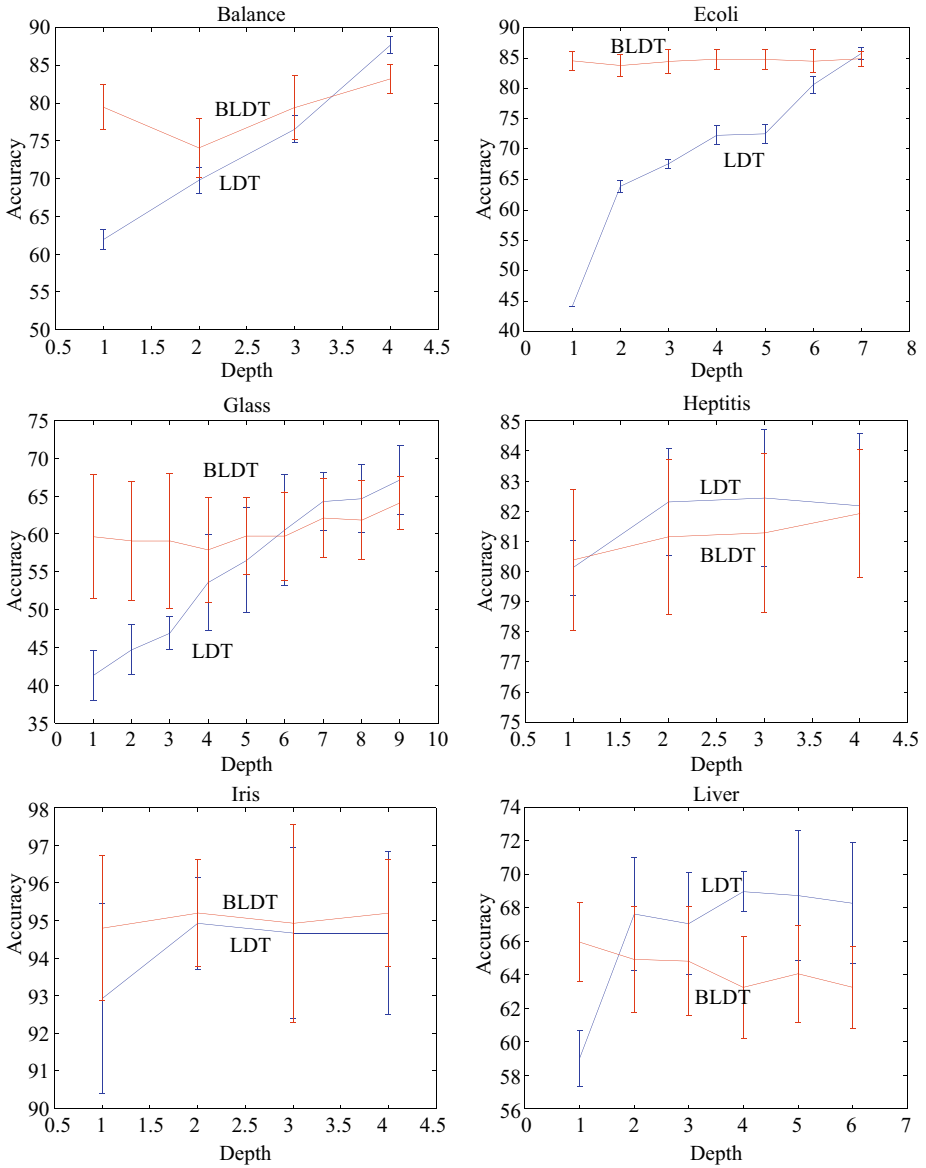 Balance
90
85
80
75
70
65
60
55
50
Accuracy
BLDT
LDT
0.5 1 1.5 2 2.5 3 3.5 4 4.5
Depth
Ecoli
90
85
80
75
70
65
60
55
50
45
40
Accuracy
BLDT
LDT
0 1 2 3 4 5 6 7 8
Depth
Glass
75
70
65
60
55
50
45
40
35
Accuracy
BLDT
LDT
0 1 2 3 4 5 6 7 8 9 10
Depth
Heptitis
85
84
83
82
81
80
79
78
77
76
75
Accuracy
LDT
BLDT
0.5 1 1.5 2 2.5 3 3.5 4 4.5
Depth
Iris
98
97
96
95
94
93
92
91
90
Accuracy
BLDT
LDT
0.5 1 1.5 2 2.5 3 3.5 4 4.5
Depth
Liver
74
72
70
68
66
64
62
60
58
56
Accuracy
LDT
BLDT
0 1 2 3 4 5 6 7
Depth